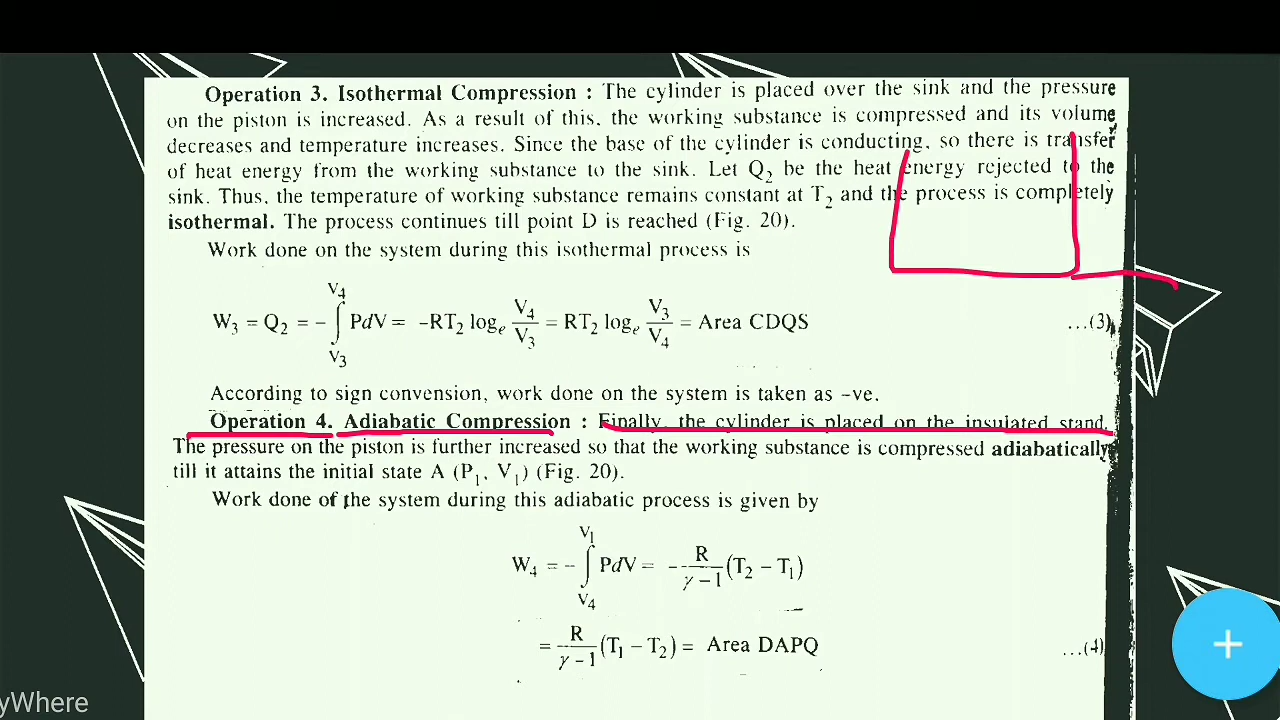 Operation 3. Isothermal Compression : The cylinder is placed over the sink and the pressure
on the piston is increased. As a result of this, the working substance is compressed and its volume
decreases and temperature increases. Since the base of the cylinder is conducting, so there is transfer
of heat energy from the working substance to the sink. Let Q₂ be the heat energy rejected to the
sink. Thus, the temperature of working substance remains constant at T₂ and the process is completely
isothermal. The process continues till point D is reached (Fig. 20).
Work done on the system during this isothermal process is
W₃ = Q₂ = - ∫_{V₃}^{V₄} PdV = -RT₂ logₑ V₄/V₃ = RT₂ logₑ V₃/V₄ = Area CDQS ...(3)
According to sign convension, work done on the system is taken as -ve.
Operation 4. Adiabatic Compression : Finally, the cylinder is placed on the insulated stand.
The pressure on the piston is further increased so that the working substance is compressed adiabatically
till it attains the initial state A (P₁, V₁) (Fig. 20).
Work done of the system during this adiabatic process is given by
W₄ = - ∫_{V₄}^{V₁} PdV = - R/(γ-1) (T₂ - T₁)
= R/(γ-1) (T₁ - T₂) = Area DAPQ ...(4)
yWhere